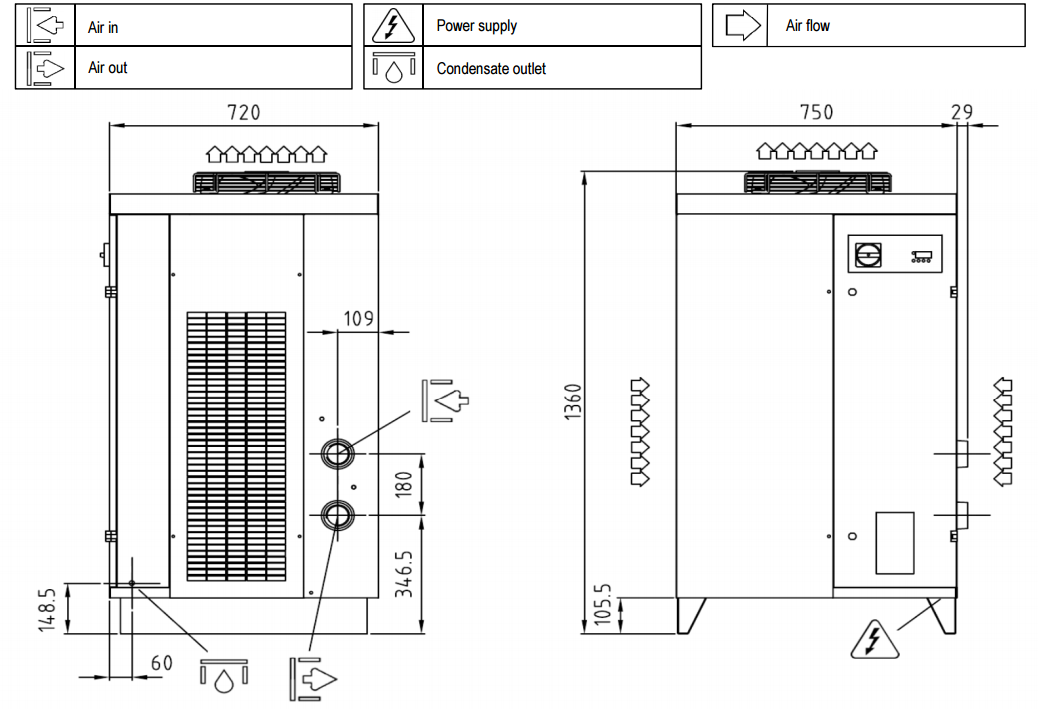 Air in
Power supply
Air flow
Air out
Condensate outlet
720
750
29
109
1360
180
346.5
148.5
105.5
60